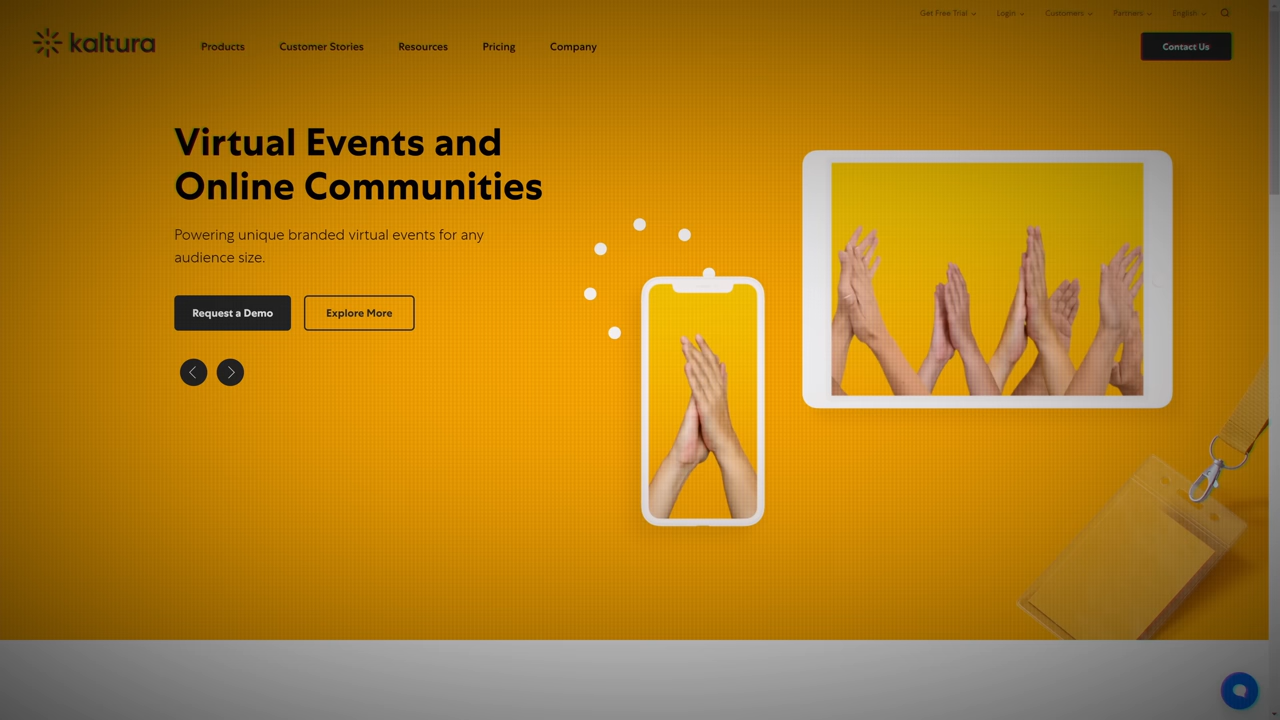 Get Free Trial
Login
Customers
Partners
English
kaltura
Products
Customer Stories
Resources
Pricing
Company
Contact Us
Virtual Events and
Online Communities
Powering unique branded virtual events for any
audience size.
Request a Demo
Explore More